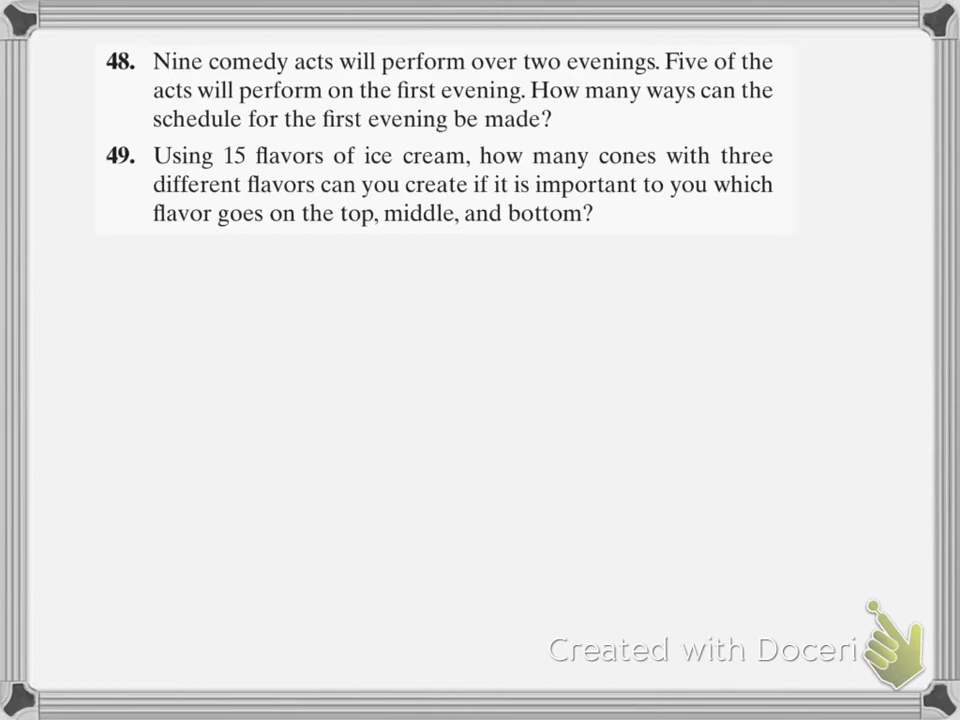 48. Nine comedy acts will perform over two evenings. Five of the
acts will perform on the first evening. How many ways can the
schedule for the first evening be made?
49. Using 15 flavors of ice cream, how many cones with three
different flavors can you create if it is important to you which
flavor goes on the top, middle, and bottom?
Created with Doceri